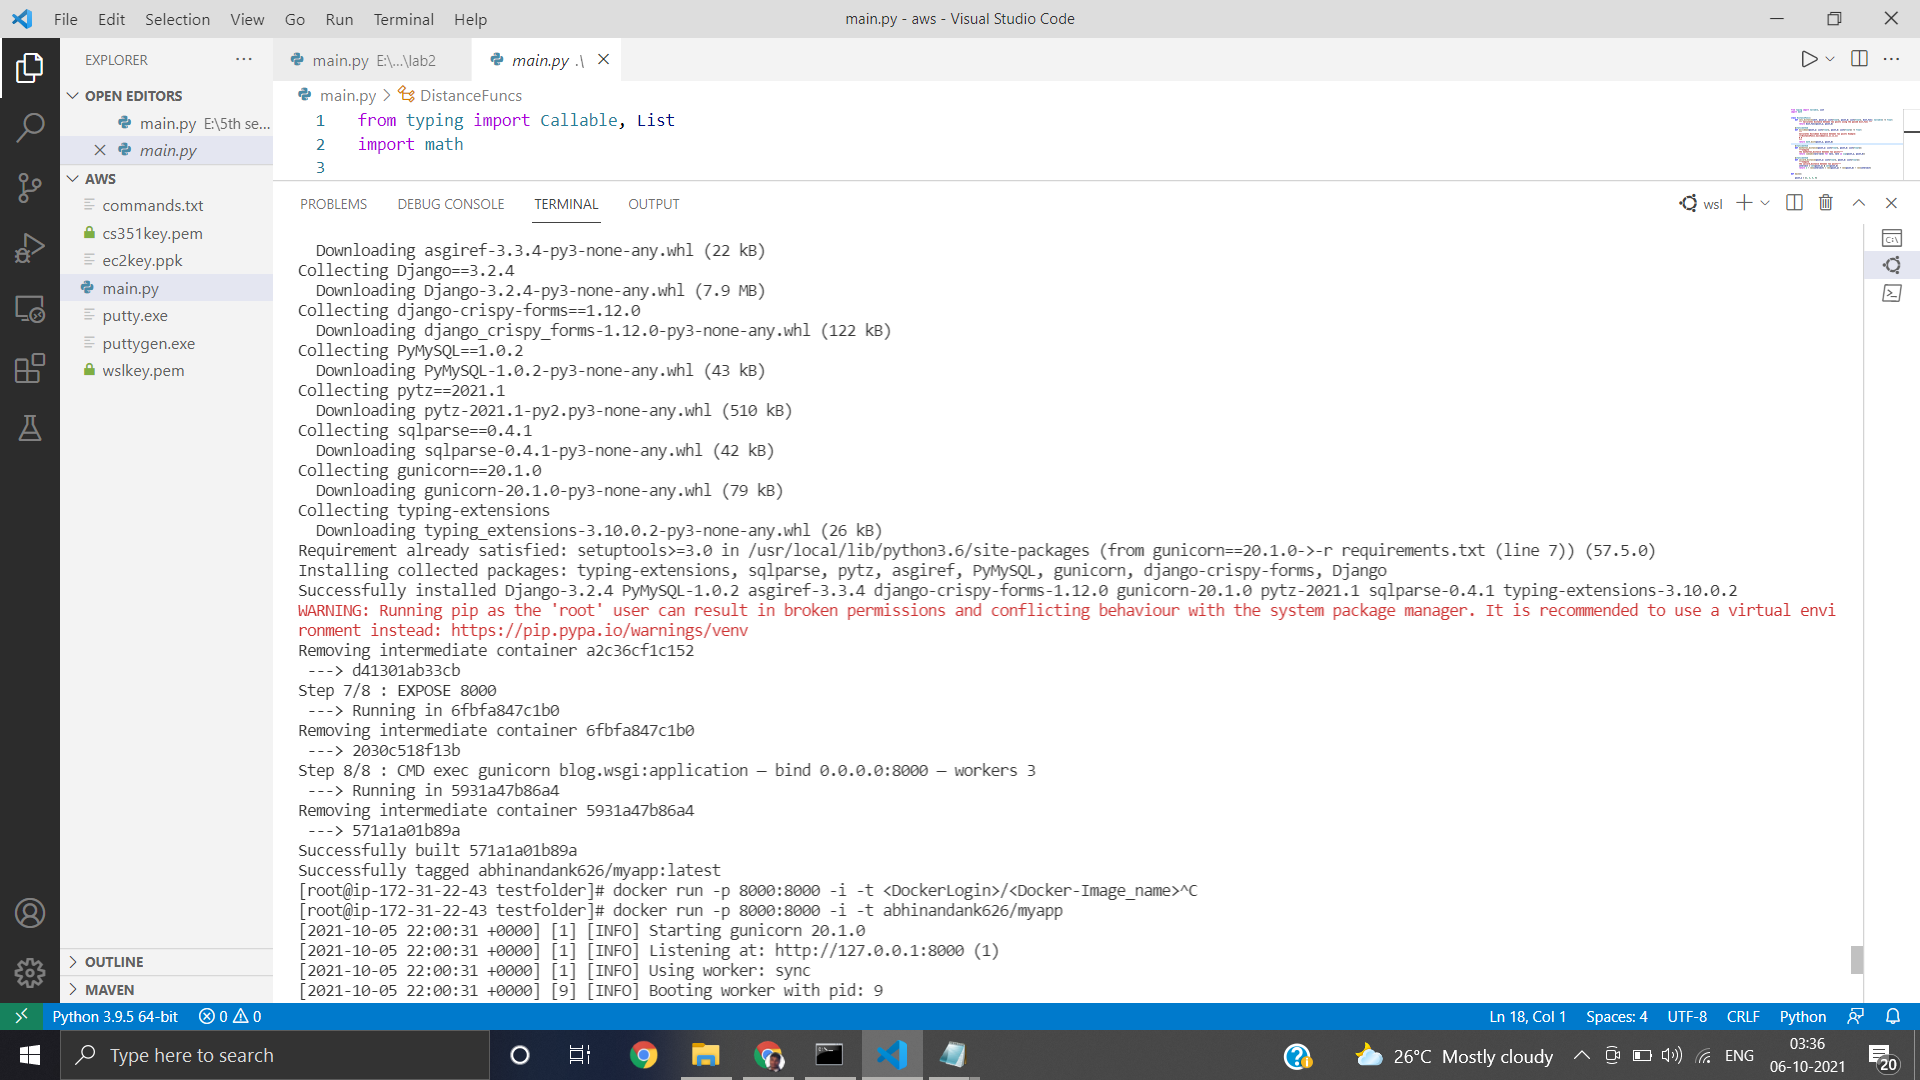 File Edit Selection View Go Run Terminal Help
main.py - aws - Visual Studio Code
EXPLORER
OPEN EDITORS
main.py E:\5th se...
main.py
AWS
commands.txt
cs351key.pem
ec2key.ppk
main.py
putty.exe
puttygen.exe
wslkey.pem
OUTLINE
MAVEN
main.py E:\...\lab2
main.py .\
main.py > DistanceFuncs
1 from typing import Callable, List
2 import math
3
PROBLEMS DEBUG CONSOLE TERMINAL OUTPUT
wsl
Downloading asgiref-3.3.4-py3-none-any.whl (22 kB)
Collecting Django==3.2.4
Downloading Django-3.2.4-py3-none-any.whl (7.9 MB)
Collecting django-crispy-forms==1.12.0
Downloading django_crispy_forms-1.12.0-py3-none-any.whl (122 kB)
Collecting PyMySQL==1.0.2
Downloading PyMySQL-1.0.2-py3-none-any.whl (43 kB)
Collecting pytz==2021.1
Downloading pytz-2021.1-py2.py3-none-any.whl (510 kB)
Collecting sqlparse==0.4.1
Downloading sqlparse-0.4.1-py3-none-any.whl (42 kB)
Collecting gunicorn==20.1.0
Downloading gunicorn-20.1.0-py3-none-any.whl (79 kB)
Collecting typing-extensions
Downloading typing_extensions-3.10.0.2-py3-none-any.whl (26 kB)
Requirement already satisfied: setuptools>=3.0 in /usr/local/lib/python3.6/site-packages (from gunicorn==20.1.0->-r requirements.txt (line 7)) (57.5.0)
Installing collected packages: typing-extensions, sqlparse, pytz, asgiref, PyMySQL, gunicorn, django-crispy-forms, Django
Successfully installed Django-3.2.4 PyMySQL-1.0.2 asgiref-3.3.4 django-crispy-forms-1.12.0 gunicorn-20.1.0 pytz-2021.1 sqlparse-0.4.1 typing-extensions-3.10.0.2
WARNING: Running pip as the 'root' user can result in broken permissions and conflicting behaviour with the system package manager. It is recommended to use a virtual envi
ronment instead: https://pip.pypa.io/warnings/venv
Removing intermediate container a2c36cf1c152
---> d41301ab33cb
Step 7/8 : EXPOSE 8000
---> Running in 6fbfa847c1b0
Removing intermediate container 6fbfa847c1b0
---> 2030c518f13b
Step 8/8 : CMD exec gunicorn blog.wsgi:application — bind 0.0.0.0:8000 — workers 3
---> Running in 5931a47b86a4
Removing intermediate container 5931a47b86a4
---> 571a1a01b89a
Successfully built 571a1a01b89a
Successfully tagged abhinandank626/myapp:latest
[root@ip-172-31-22-43 testfolder]# docker run -p 8000:8000 -i -t <DockerLogin>/<Docker-Image_name>^C
[root@ip-172-31-22-43 testfolder]# docker run -p 8000:8000 -i -t abhinandank626/myapp
[2021-10-05 22:00:31 +0000] [1] [INFO] Starting gunicorn 20.1.0
[2021-10-05 22:00:31 +0000] [1] [INFO] Listening at: http://127.0.0.1:8000 (1)
[2021-10-05 22:00:31 +0000] [1] [INFO] Using worker: sync
[2021-10-05 22:00:31 +0000] [9] [INFO] Booting worker with pid: 9
Python 3.9.5 64-bit 0 0
Ln 18, Col 1 Spaces: 4 UTF-8 CRLF Python
Type here to search
26°C Mostly cloudy
ENG
03:36
06-10-2021
20